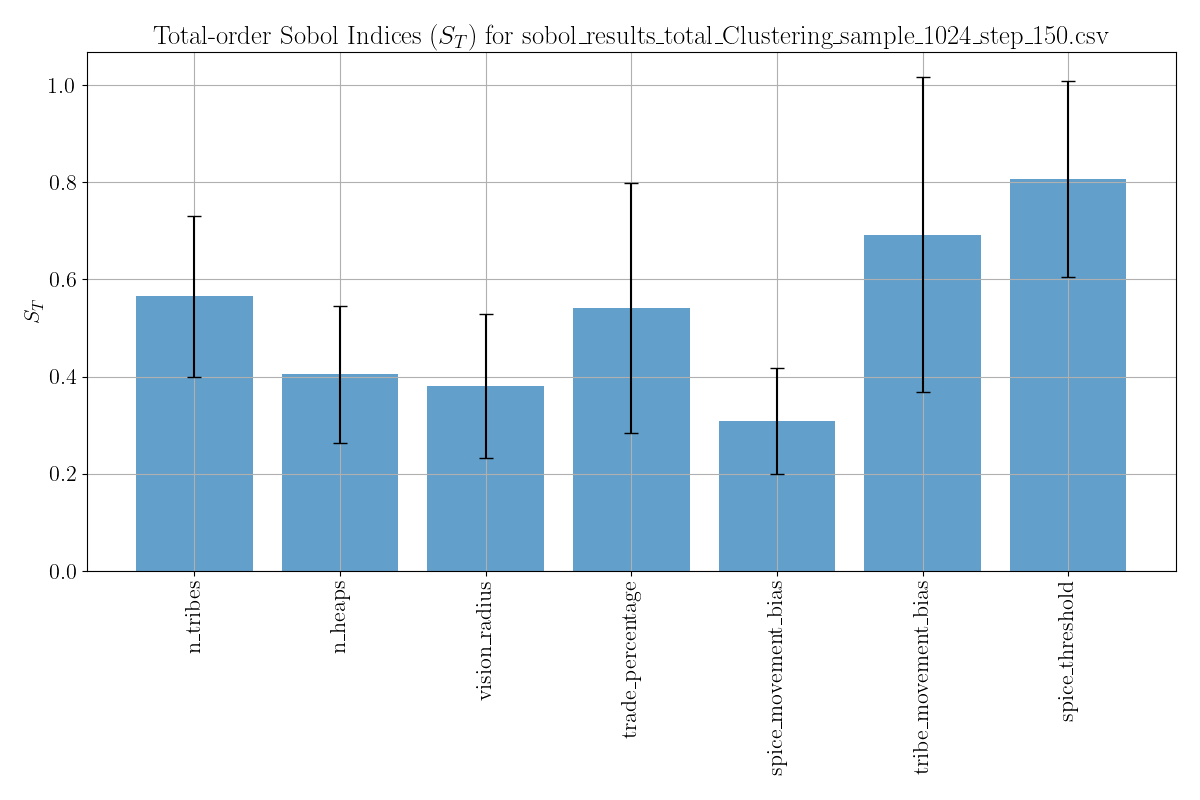 Total-order Sobol Indices (S_T) for sobol_results_total_Clustering_sample_1024_step_150.csv
1.0
0.8
0.6
0.4
0.2
0.0
S_T
n_tribes
n_heaps
vision_radius
trade_percentage
spice_movement_bias
tribe_movement_bias
spice_threshold